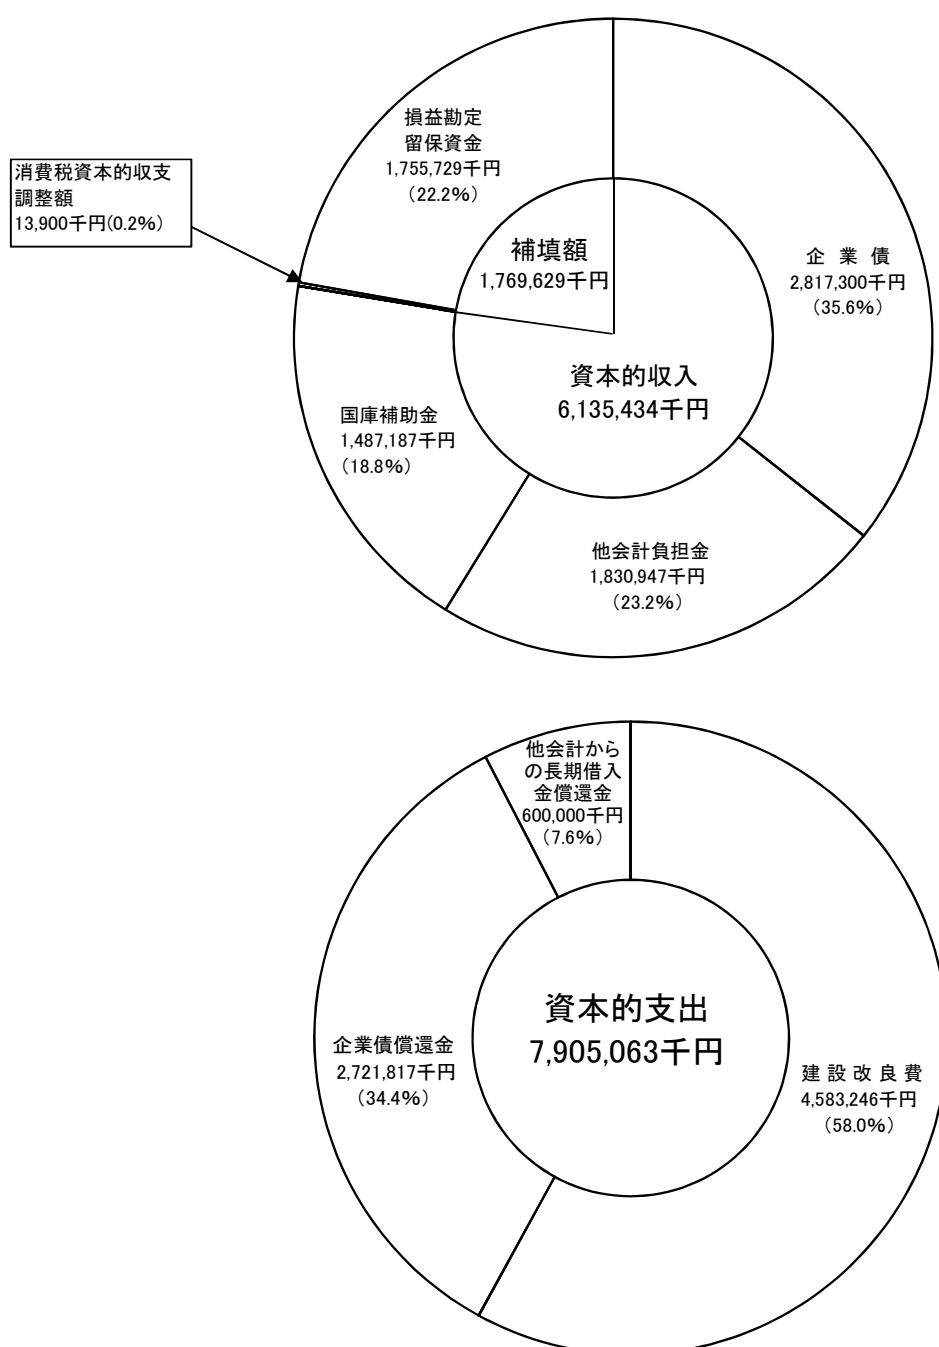 損益勘定
留保資金
1,755,729千円
(22.2%)
消費税資本的収支
調整額
13,900千円(0.2%)
補填額
1,769,629千円
企 業 債
2,817,300千円
(35.6%)
資本的収入
6,135,434千円
国庫補助金
1,487,187千円
(18.8%)
他会計負担金
1,830,947千円
(23.2%)
他会計から
の長期借入
金償還金
600,000千円
(7.6%)
資本的支出
7,905,063千円
企業債償還金
2,721,817千円
(34.4%)
建 設 改 良 費
4,583,246千円
(58.0%)